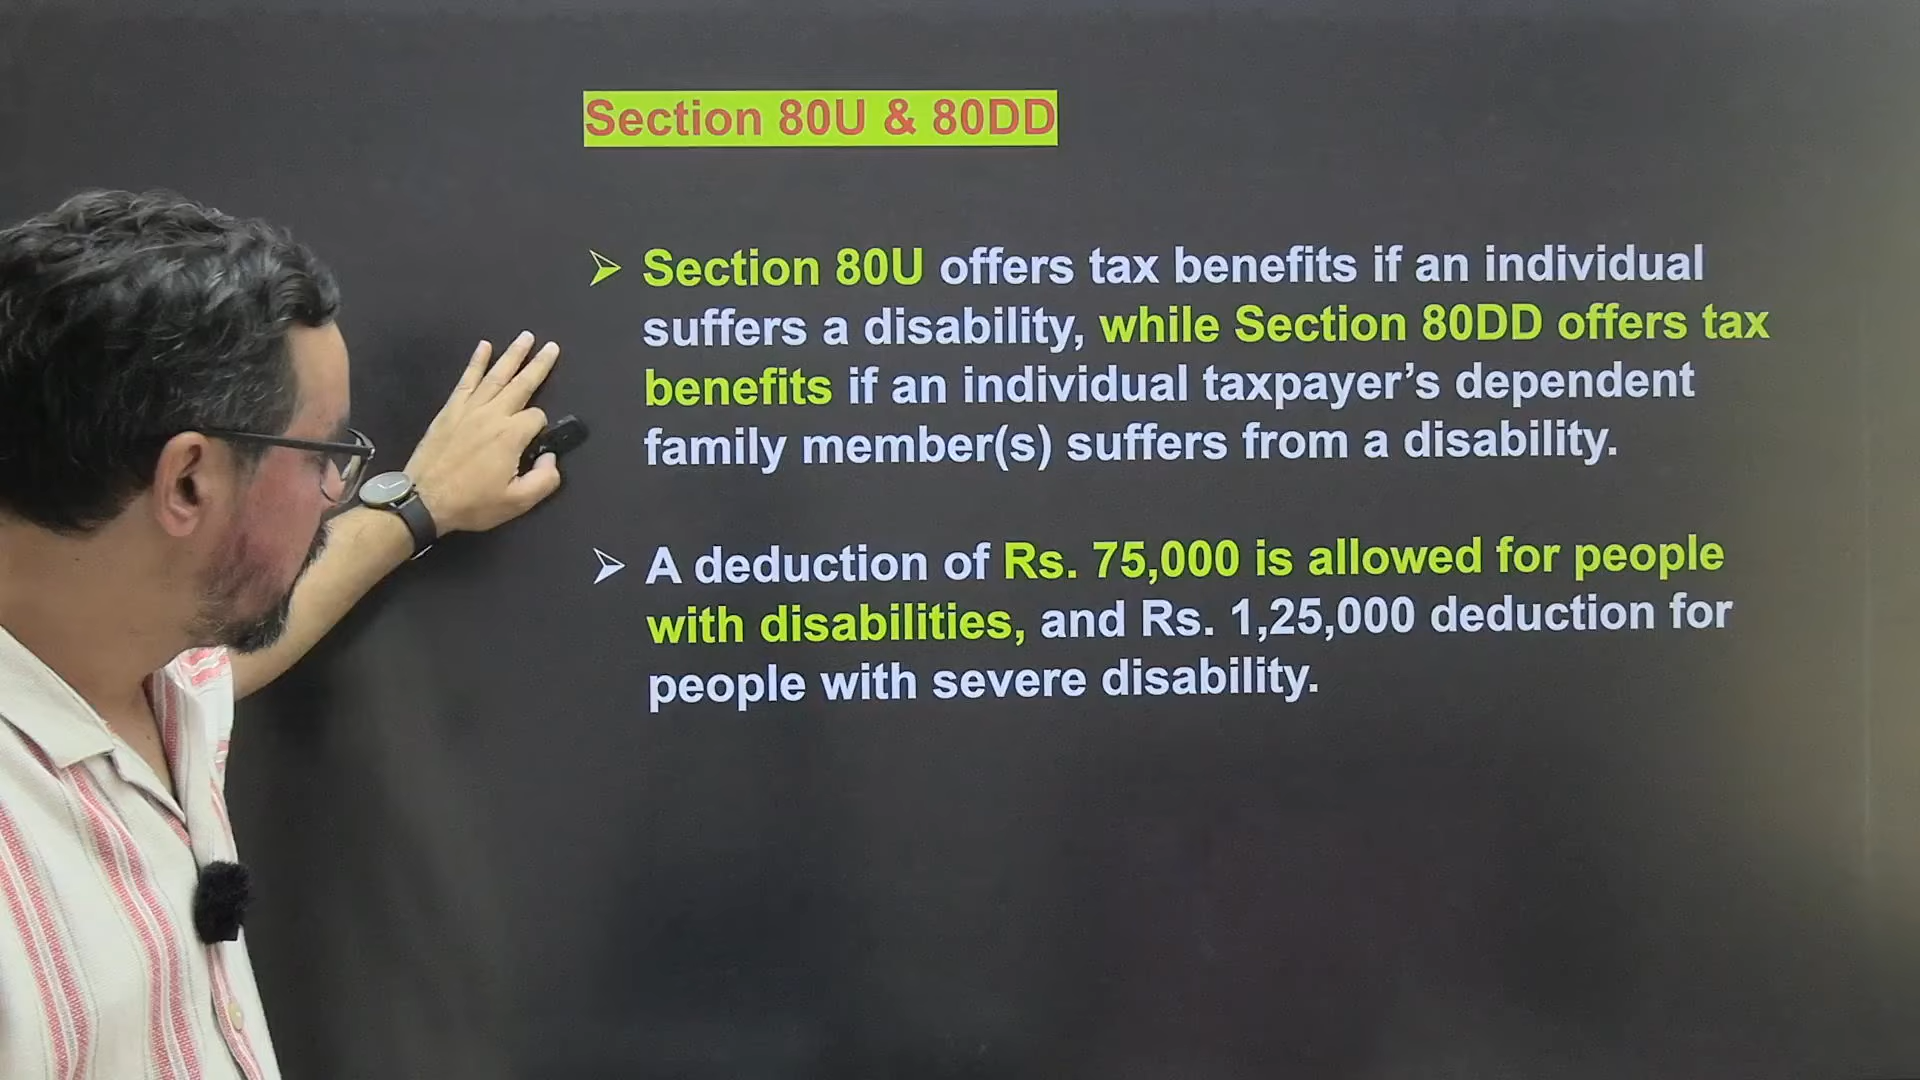 Section 80U & 80DD
➢ Section 80U offers tax benefits if an individual
suffers a disability, while Section 80DD offers tax
benefits if an individual taxpayer’s dependent
family member(s) suffers from a disability.
➢ A deduction of Rs. 75,000 is allowed for people
with disabilities, and Rs. 1,25,000 deduction for
people with severe disability.